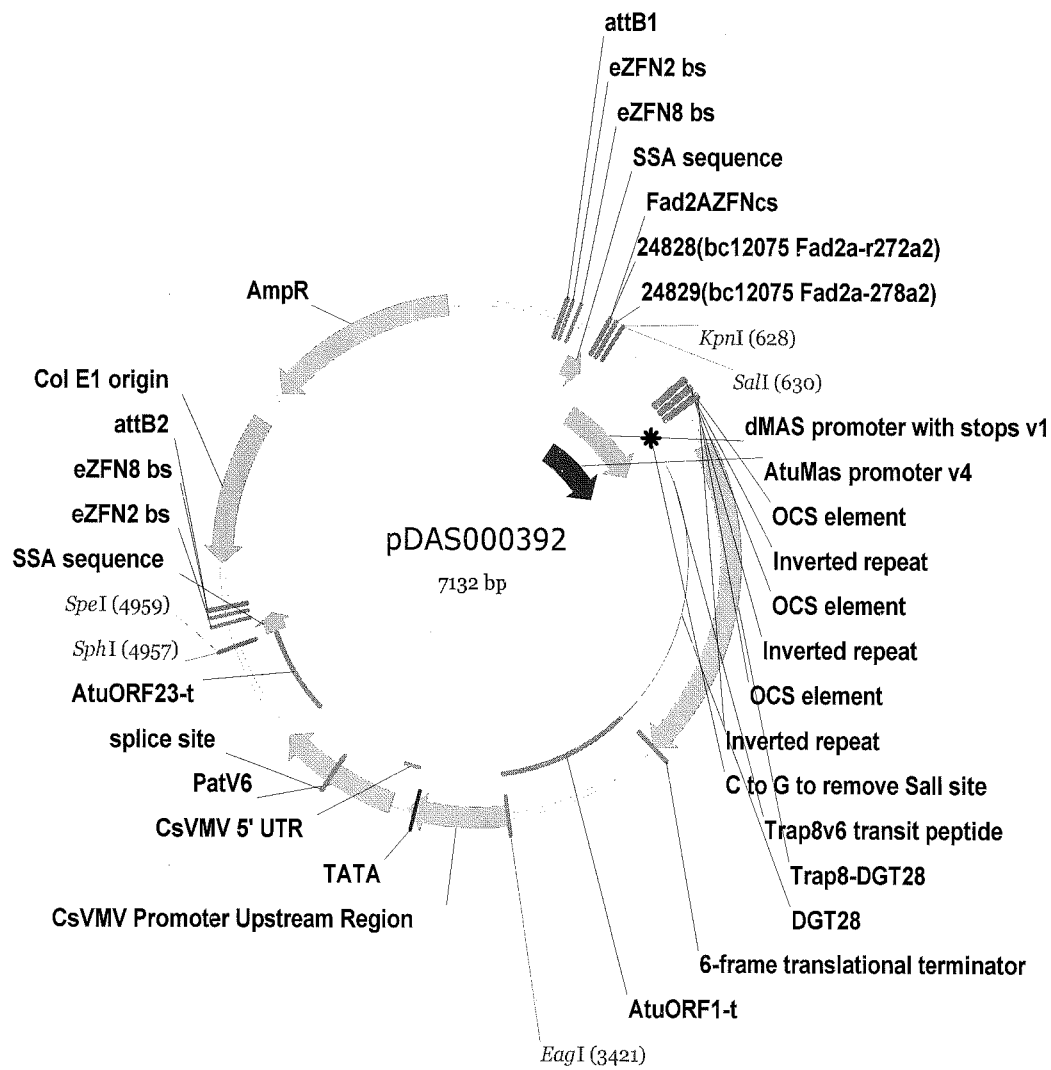 attB1
eZFN2 bs
eZFN8 bs
SSA sequence
Fad2AZFNcs
24828(bc12075 Fad2a-r272a2)
24829(bc12075 Fad2a-278a2)
KpnI (628)
SalI (630)
dMAS promoter with stops v1
AtuMas promoter v4
OCS element
Inverted repeat
OCS element
Inverted repeat
OCS element
Inverted repeat
C to G to remove SalI site
Trap8v6 transit peptide
Trap8-DGT28
DGT28
6-frame translational terminator
AtuORF1-t
EagI (3421)
CsVMV Promoter Upstream Region
TATA
CsVMV 5' UTR
PatV6
splice site
AtuORF23-t
SphI (4957)
SpeI (4959)
SSA sequence
eZFN2 bs
eZFN8 bs
attB2
Col E1 origin
AmpR
pDAS000392
7132 bp